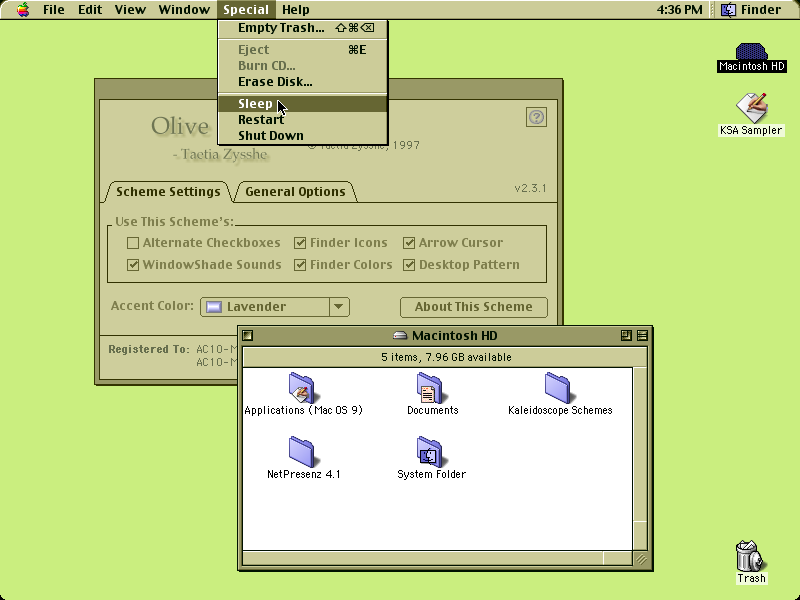 File Edit View Window Special Help 4:36 PM Finder
Empty Trash... ⇧⌘⌫
Eject ⌘E
Burn CD...
Erase Disk...
Sleep
Restart
Shut Down
Macintosh HD
KSA Sampler
Olive
- Taetia Zysshe
© Taetia Zysshe, 1997
Scheme Settings General Options v2.3.1
Use This Scheme's:
Alternate Checkboxes Finder Icons Arrow Cursor
WindowShade Sounds Finder Colors Desktop Pattern
Accent Color: Lavender About This Scheme
Registered To: AC10-M
AC10-M
Macintosh HD
5 items, 7.96 GB available
Applications (Mac OS 9) Documents Kaleidoscope Schemes
NetPresenz 4.1 System Folder
Trash